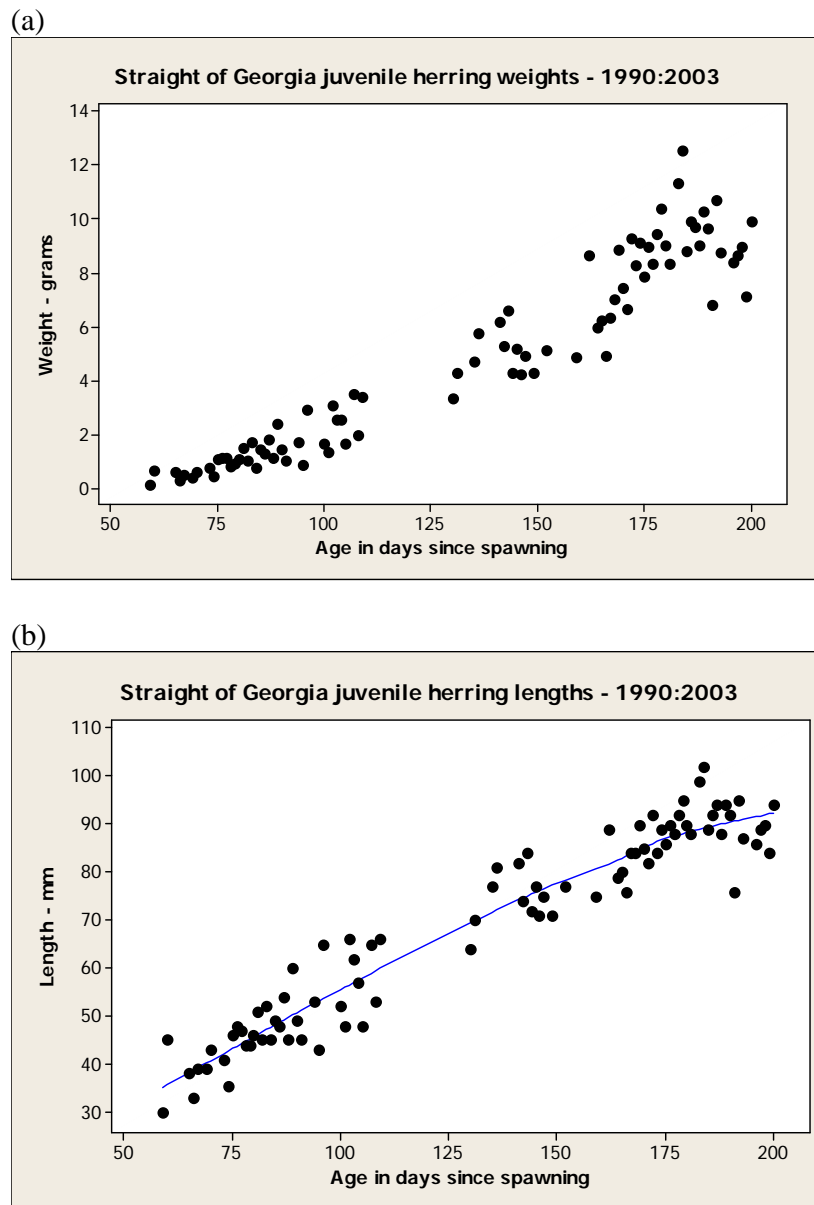 (a)
Straight of Georgia juvenile herring weights - 1990:2003
14
12
10
8
6
4
2
0
Weight - grams
50 75 100 125 150 175 200
Age in days since spawning
(b)
Straight of Georgia juvenile herring lengths - 1990:2003
110
100
90
80
70
60
50
40
30
Length - mm
50 75 100 125 150 175 200
Age in days since spawning